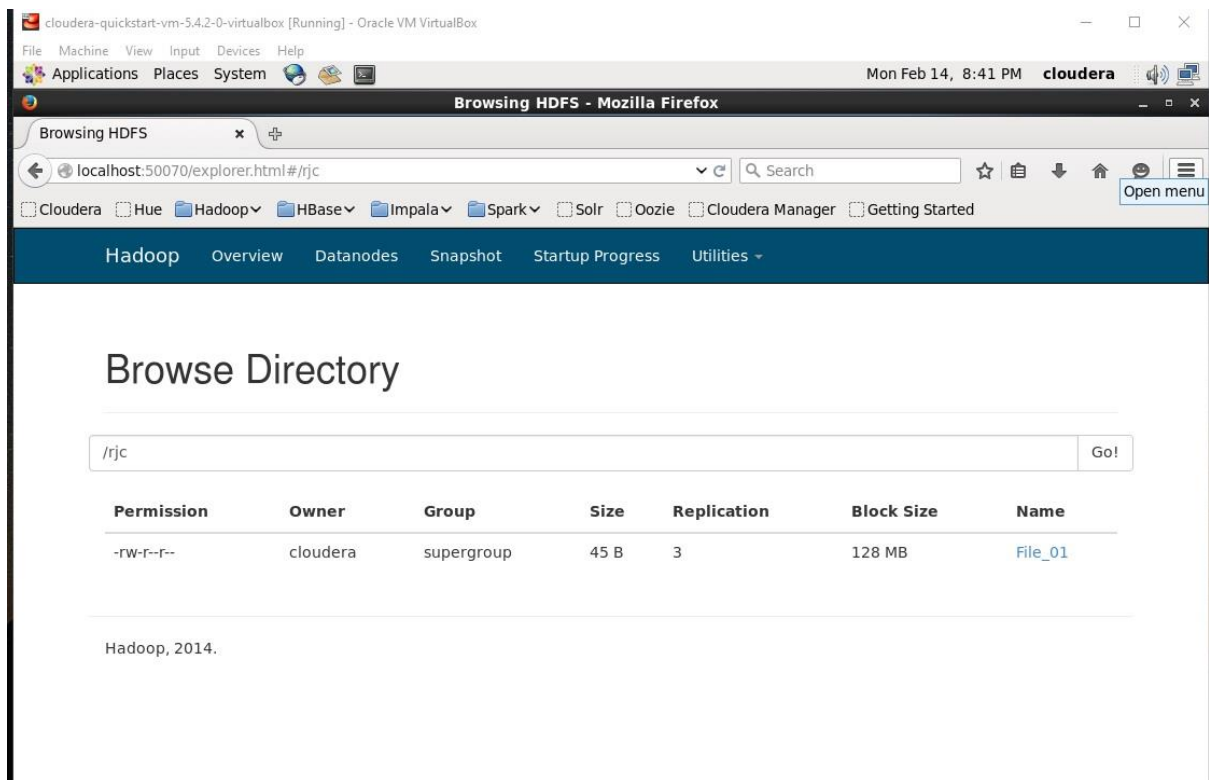 cloudera-quickstart-vm-5.4.2-0-virtualbox [Running] - Oracle VM VirtualBox
File Machine View Input Devices Help
Applications Places System Mon Feb 14, 8:41 PM cloudera
Browsing HDFS - Mozilla Firefox
Browsing HDFS
localhost:50070/explorer.html#/rjc Search
Open menu
Cloudera Hue Hadoop HBase Impala Spark Solr Oozie Cloudera Manager Getting Started
Hadoop Overview Datanodes Snapshot Startup Progress Utilities
Browse Directory
/rjc Go!
Permission Owner Group Size Replication Block Size Name
-rw-r--r-- cloudera supergroup 45 B 3 128 MB File_01
Hadoop, 2014.